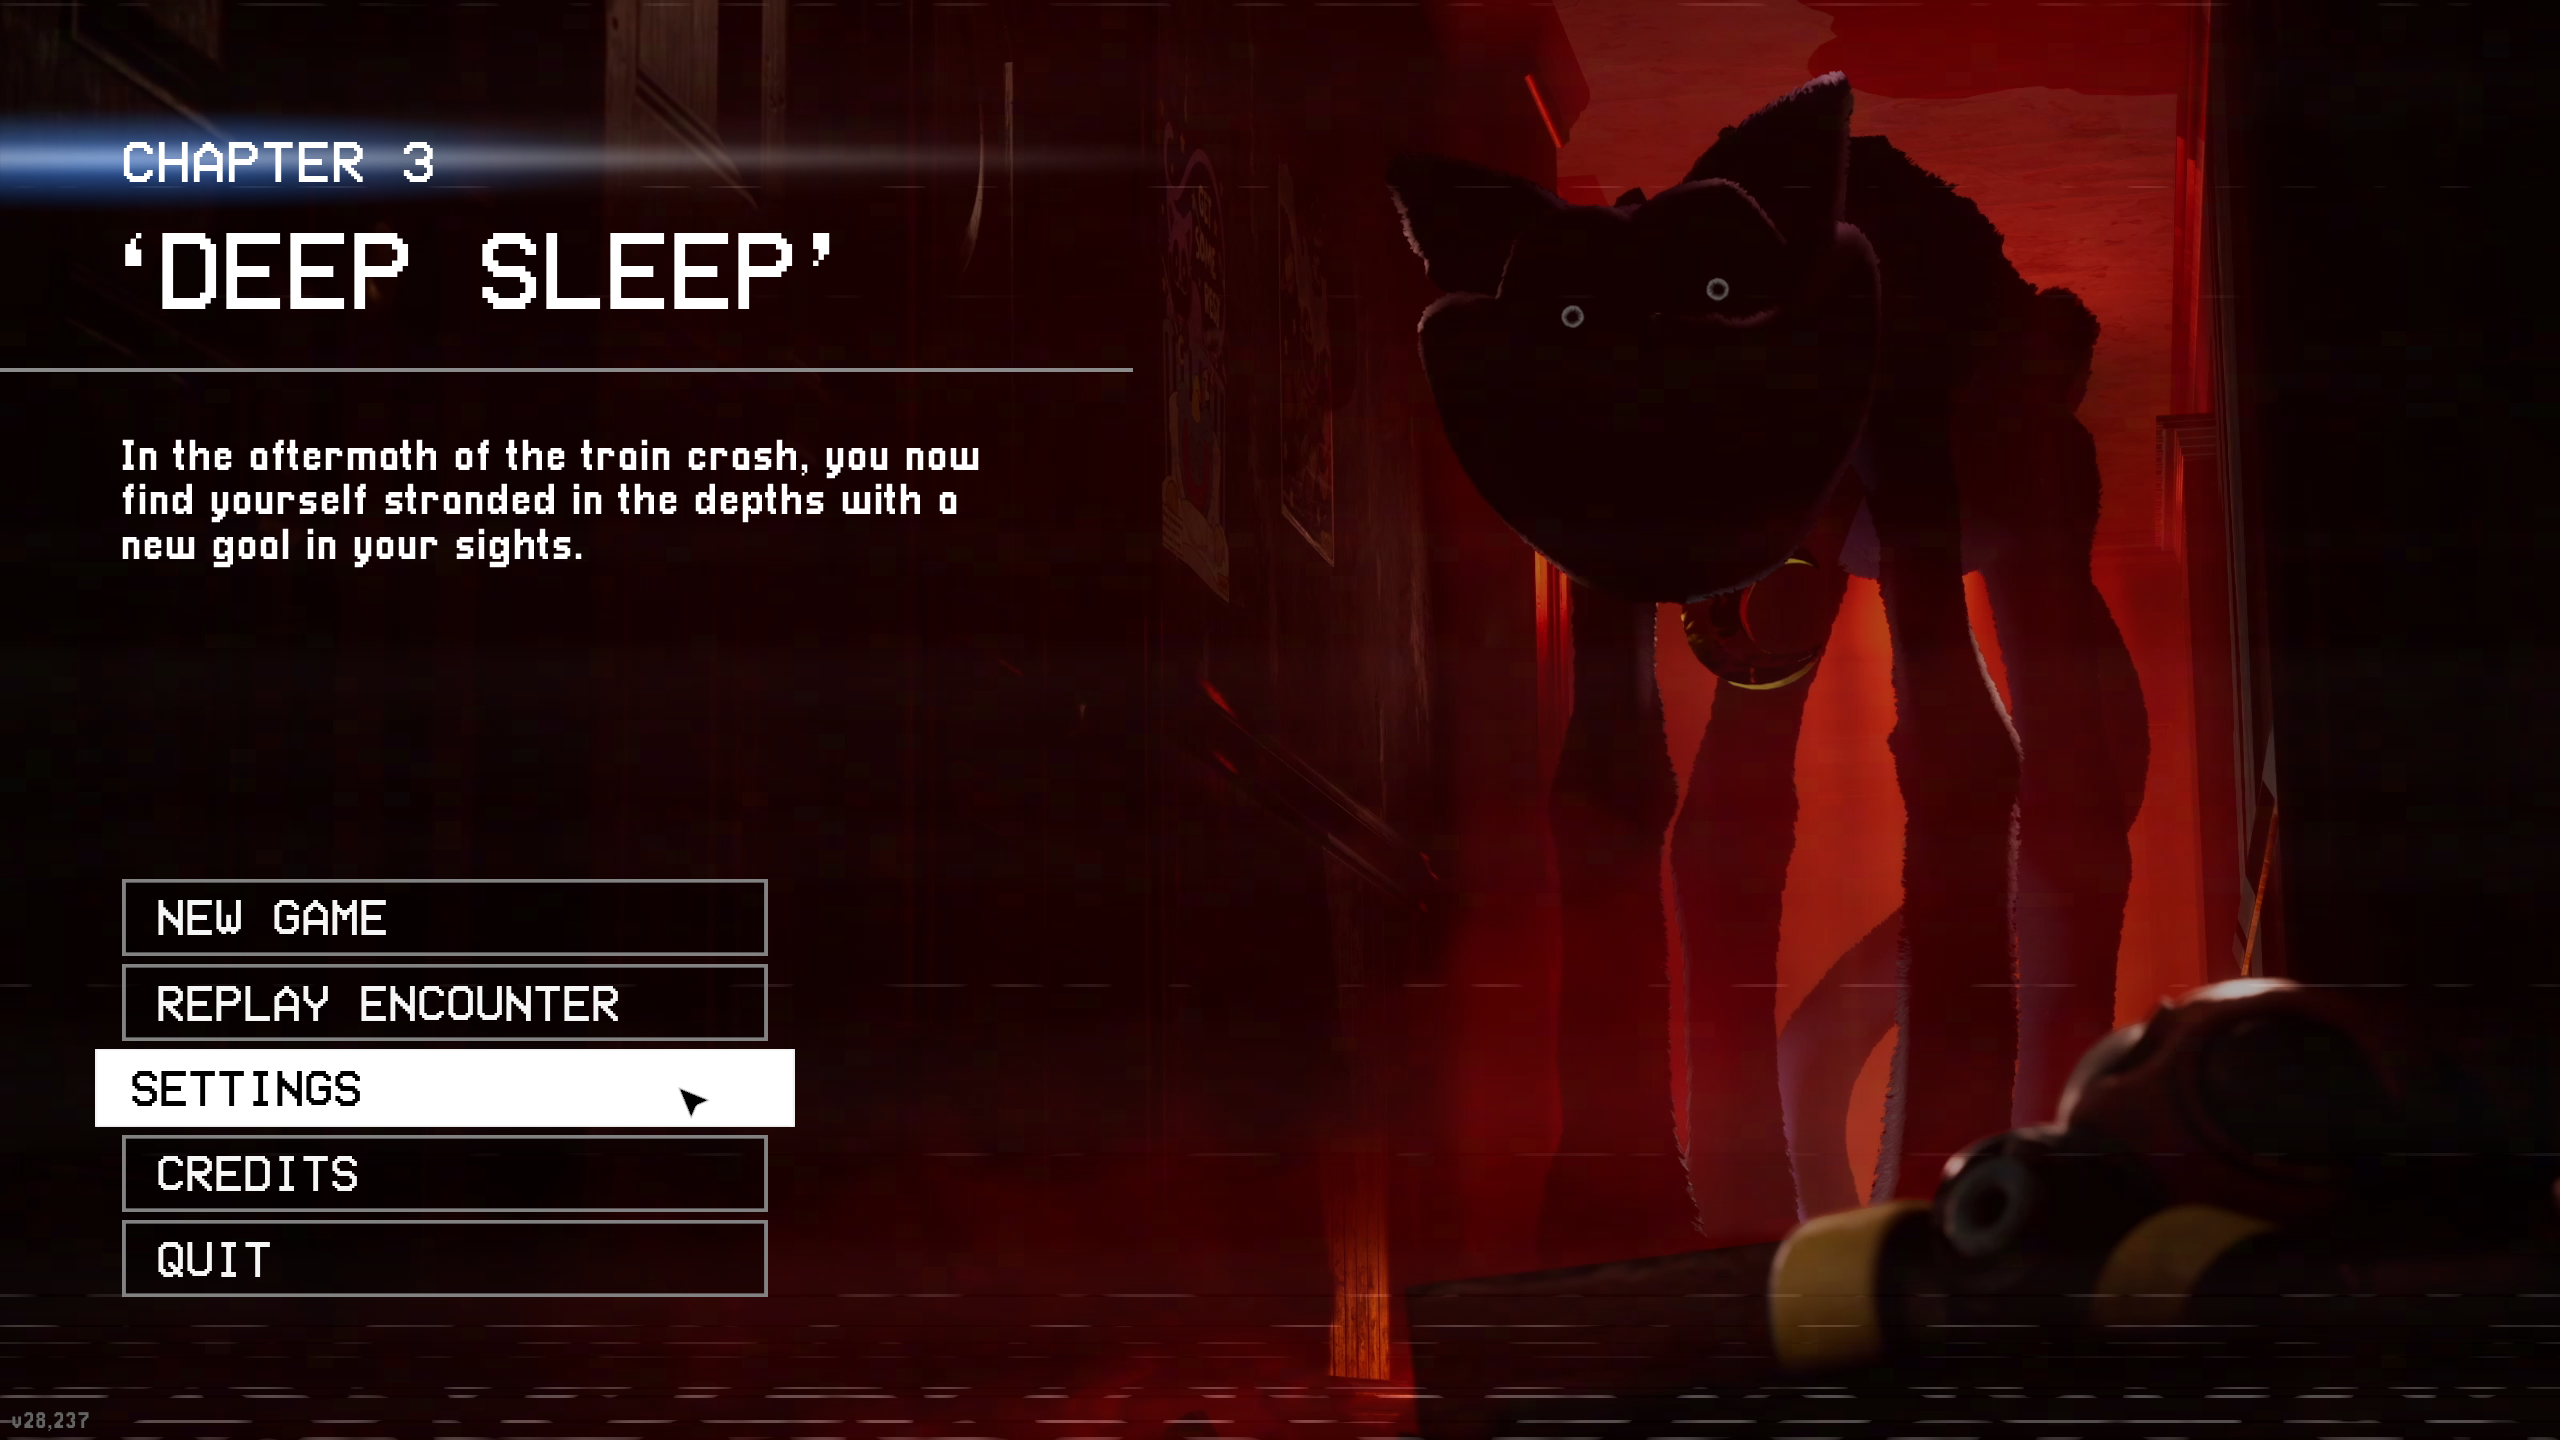 CHAPTER 3
‘DEEP SLEEP’
In the aftermath of the train crash, you now
find yourself stranded in the depths with a
new goal in your sights.
NEW GAME
REPLAY ENCOUNTER
SETTINGS
CREDITS
QUIT
v28,237